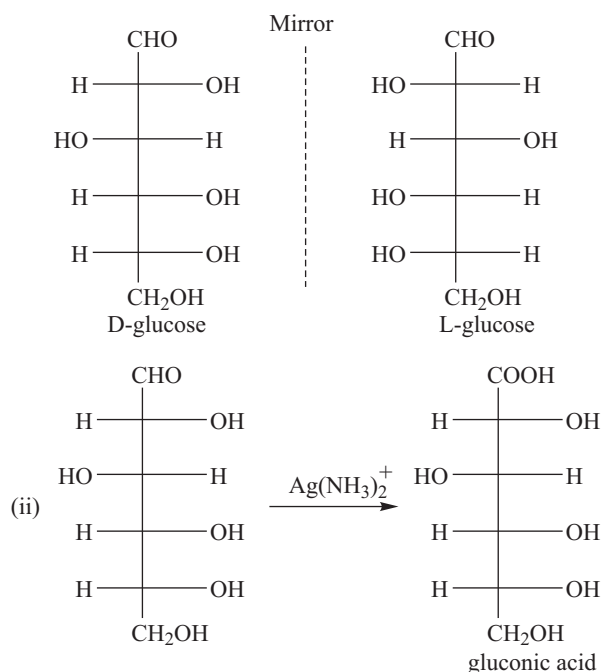 Mirror
CHO CHO
H OH HO H
HO H H OH
H OH HO H
H OH HO H
CH2OH CH2OH
D-glucose L-glucose
CHO COOH
H OH H OH
HO H Ag(NH3)2+ HO H
(ii) H OH H OH
H OH H OH
CH2OH CH2OH
gluconic acid